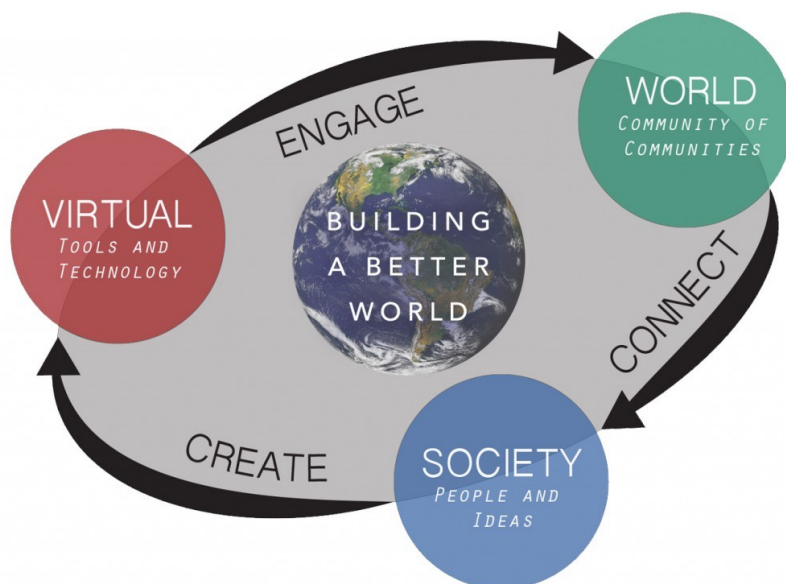 ENGAGE
WORLD
COMMUNITY OF
COMMUNITIES
VIRTUAL
TOOLS AND
TECHNOLOGY
BUILDING
A BETTER
WORLD
CONNECT
CREATE
SOCIETY
PEOPLE AND
IDEAS